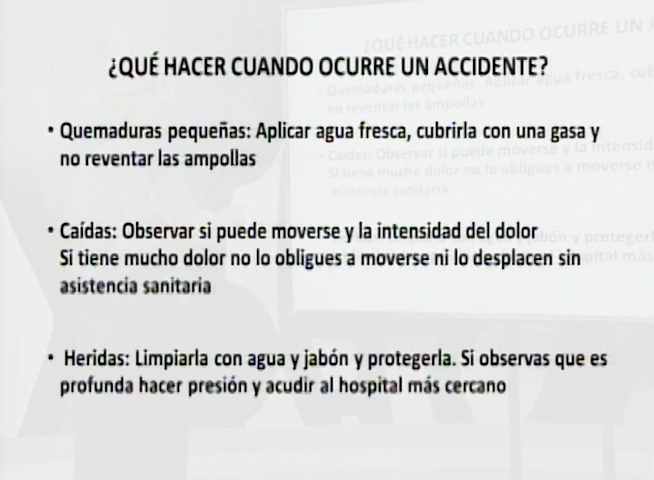 ¿QUÉ HACER CUANDO OCURRE UN ACCIDENTE?
• Quemaduras pequeñas: Aplicar agua fresca, cubrirla con una gasa y
no reventar las ampollas
• Caídas: Observar si puede moverse y la intensidad del dolor
Si tiene mucho dolor no lo obligues a moverse ni lo desplacen sin
asistencia sanitaria
• Heridas: Limpiarla con agua y jabón y protegerla. Si observas que es
profunda hacer presión y acudir al hospital más cercano